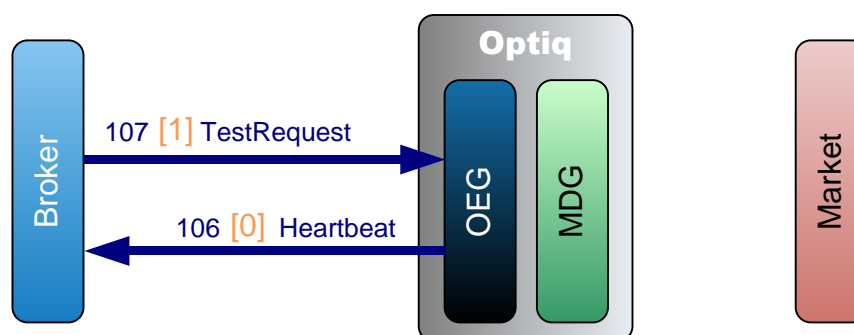 Optiq
107 [1] TestRequest
106 [0] Heartbeat
Broker
OEG
MDG
Market